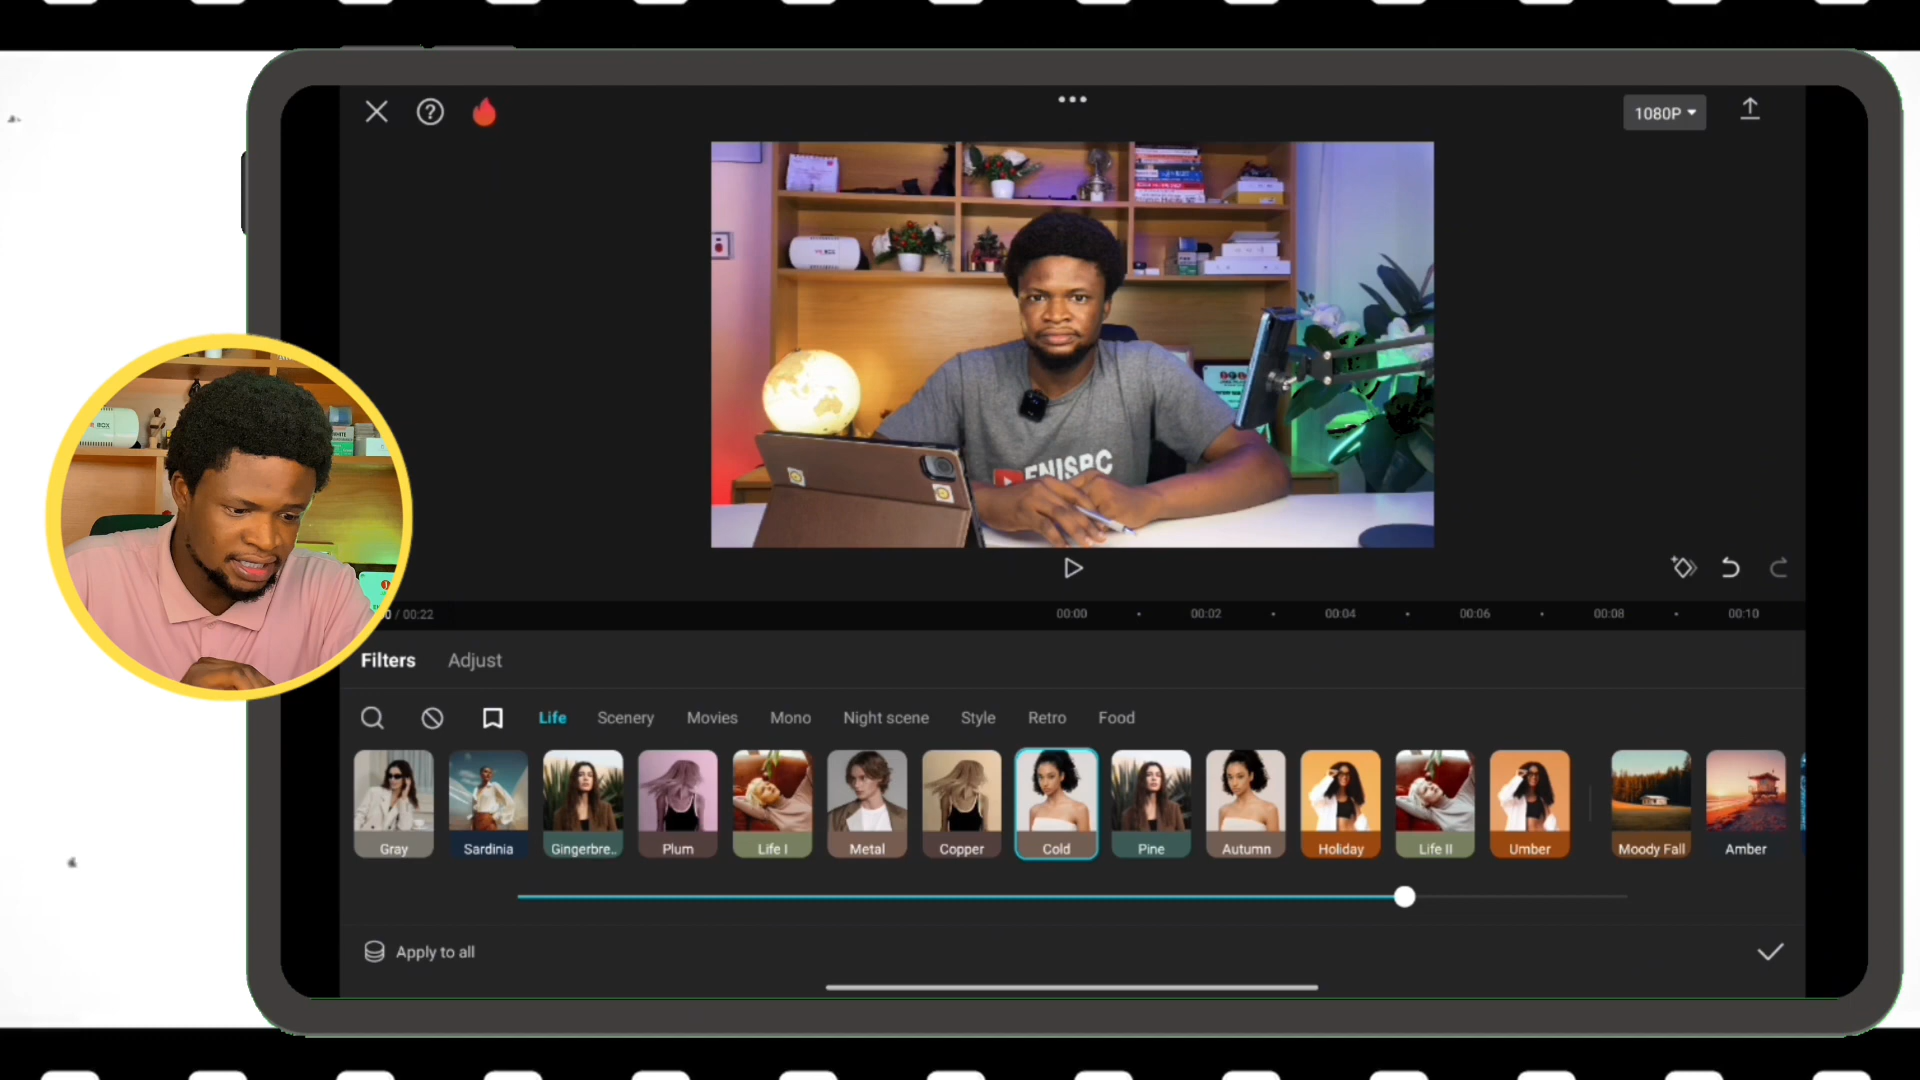 1080P
ENISPC
/ 00:22
00:00
00:02
00:04
00:06
00:08
00:10
Filters
Adjust
Life
Scenery
Movies
Mono
Night scene
Style
Retro
Food
Gray
Sardinia
Gingerbre..
Plum
Life I
Metal
Copper
Cold
Pine
Autumn
Holiday
Life II
Umber
Moody Fall
Amber
Apply to all